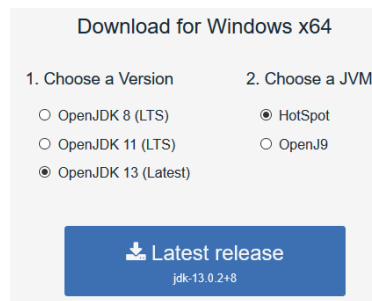 Download for Windows x64
1. Choose a Version
2. Choose a JVM
OpenJDK 8 (LTS)
HotSpot
OpenJDK 11 (LTS)
OpenJ9
OpenJDK 13 (Latest)
Latest release
jdk-13.0.2+8